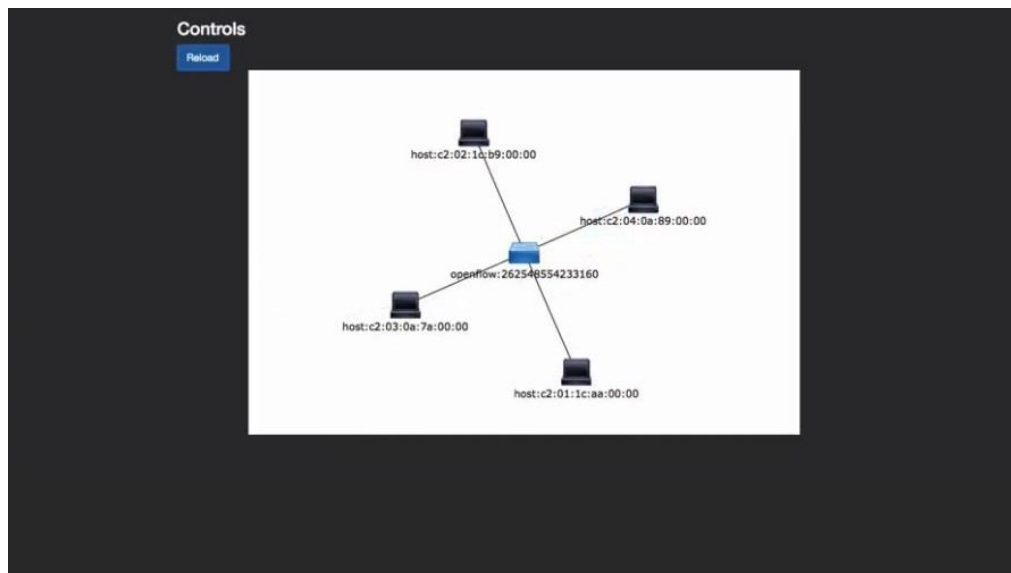 Controls
Reload
host:c2:02:1c:b9:00:00
host:c2:04:0a:89:00:00
openflow:262548554233160
host:c2:03:0a:7a:00:00
host:c2:01:1c:aa:00:00